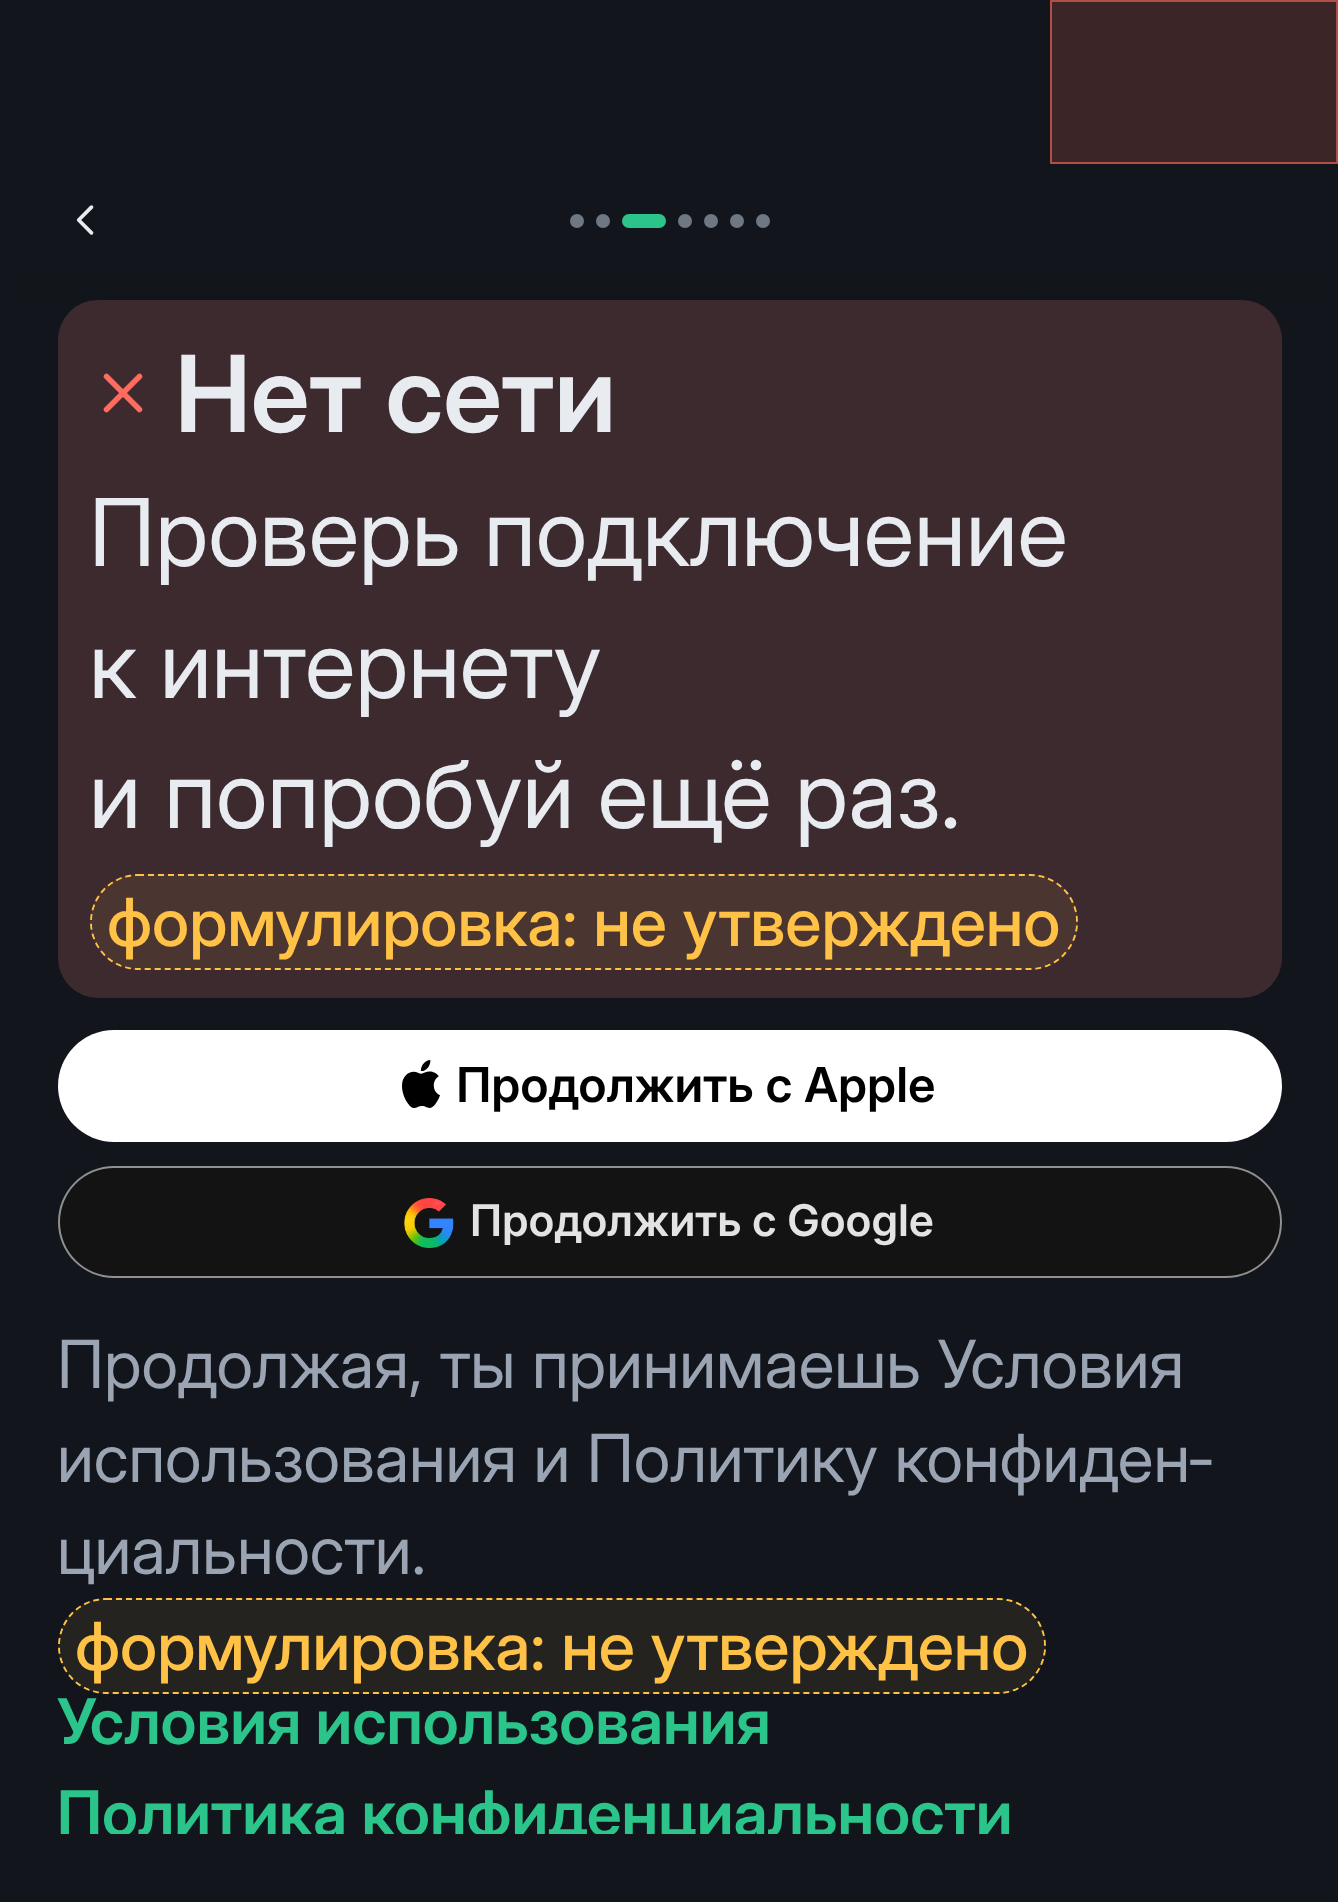 Нет сети
Проверь подключение
к интернету
и попробуй ещё раз.
формулировка: не утверждено
Продолжить с Apple
Продолжить с Google
Продолжая, ты принимаешь Условия
использования и Политику конфиден-
циальности.
формулировка: не утверждено
Условия использования
Политика конфиденциальности